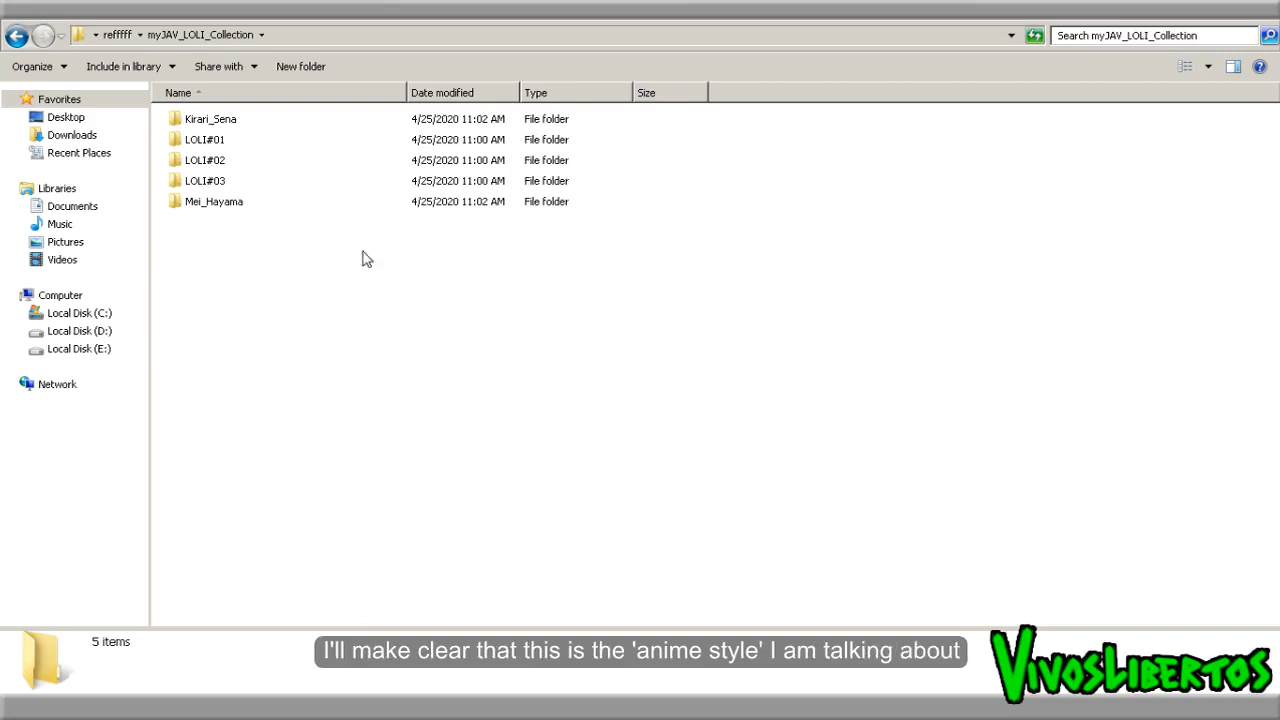 refffff myJAV_LOLI_Collection Search myJAV_LOLI_Collection
Organize Include in library Share with New folder
Name Date modified Type Size
Favorites
Desktop
Downloads
Recent Places
Libraries
Documents
Music
Pictures
Videos
Computer
Local Disk (C:)
Local Disk (D:)
Local Disk (E:)
Network
Kirari_Sena 4/25/2020 11:02 AM File folder
LOLI#01 4/25/2020 11:00 AM File folder
LOLI#02 4/25/2020 11:00 AM File folder
LOLI#03 4/25/2020 11:00 AM File folder
Mei_Hayama 4/25/2020 11:02 AM File folder
5 items
I'll make clear that this is the 'anime style' I am talking about
VIVOSLIBERTOS